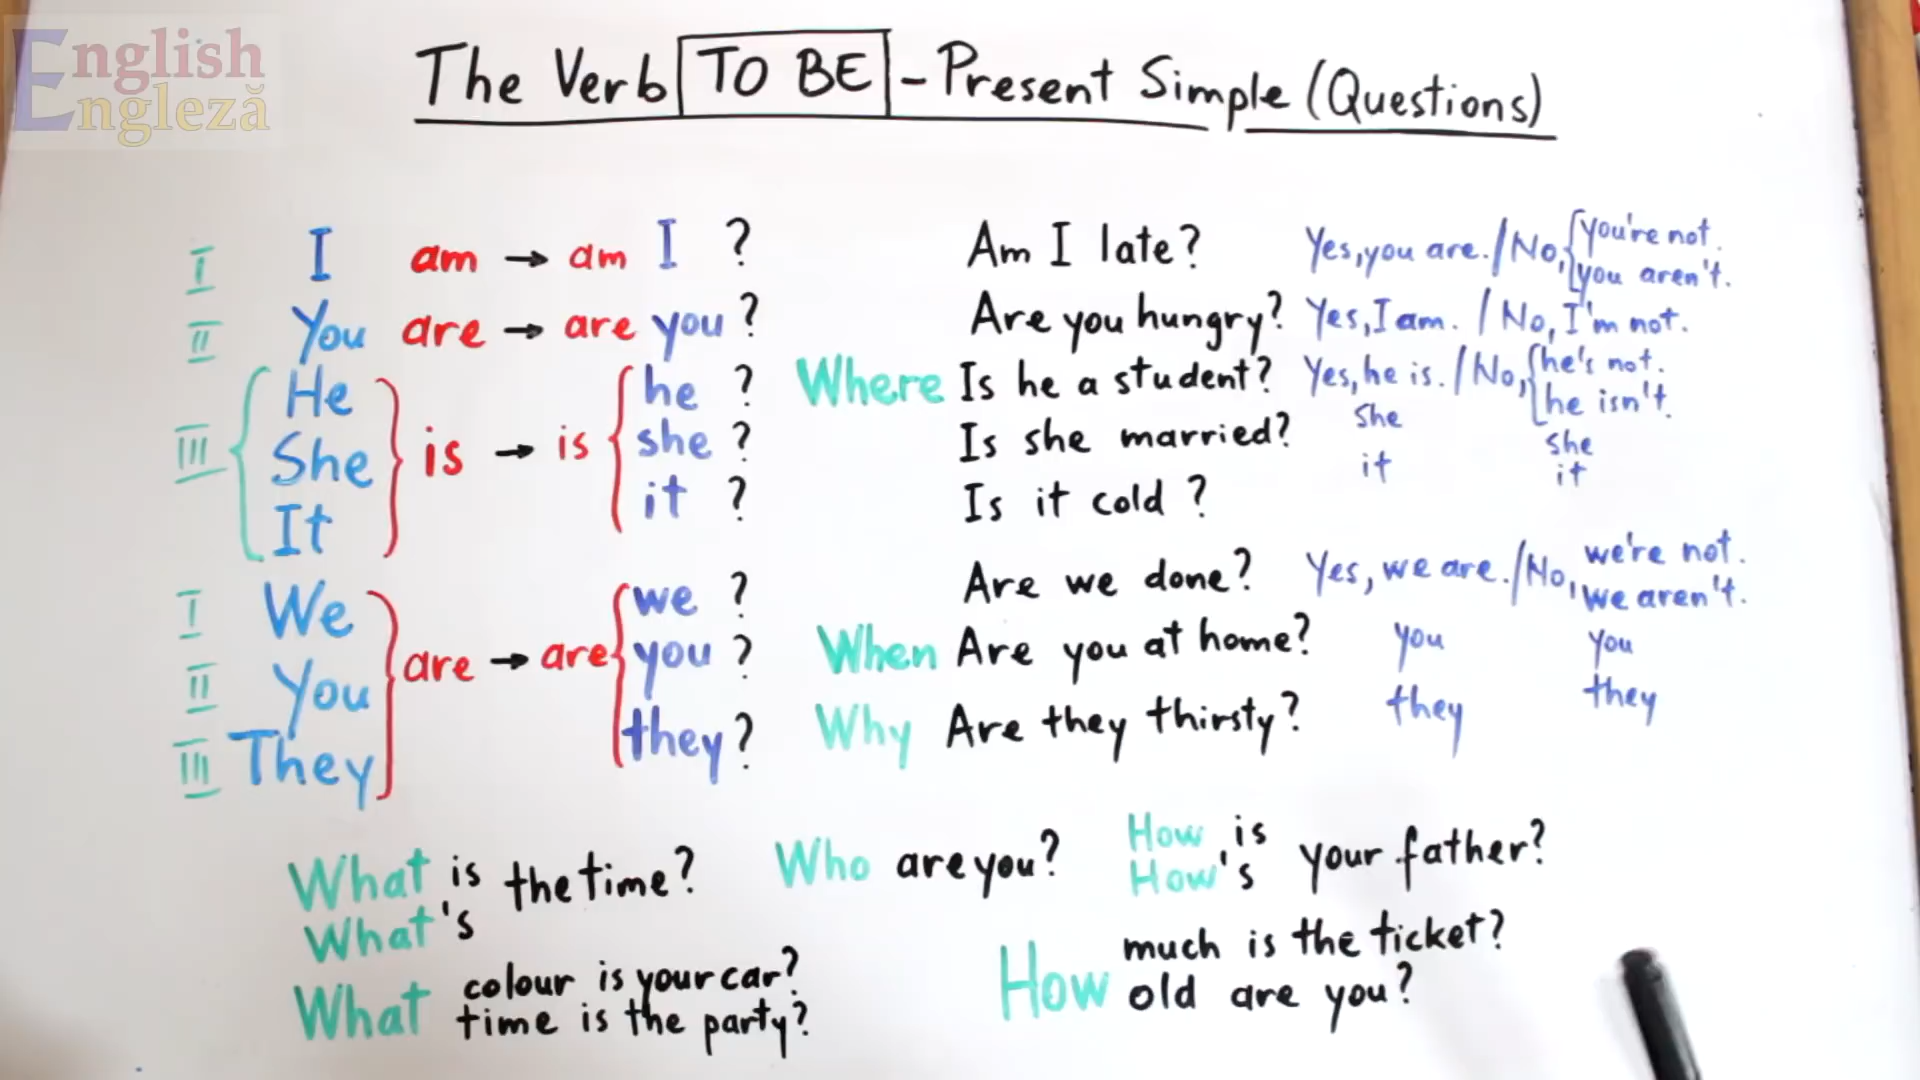 English
Engleză
The Verb TO BE - Present Simple (Questions)
I I am → am I ?
II You are → are you ?
III He
She
It
is → is
he ?
she ?
it ?
I We
II You
III They
are → are
we ?
you ?
they ?
Am I late? Yes, you are. / No, you're not.
you aren't.
Are you hungry? Yes, I am. / No, I'm not.
Where Is he a student? Yes, he is. / No, he's not.
he isn't.
Is she married? she she
Is it cold ? it it
Are we done? Yes, we are. / No, we're not.
we aren't.
When Are you at home? you you
Why Are they thirsty? they they
What is the time?
What's
Who are you?
How is your father?
How's
What colour is your car?
time is the party?
How much is the ticket?
old are you?